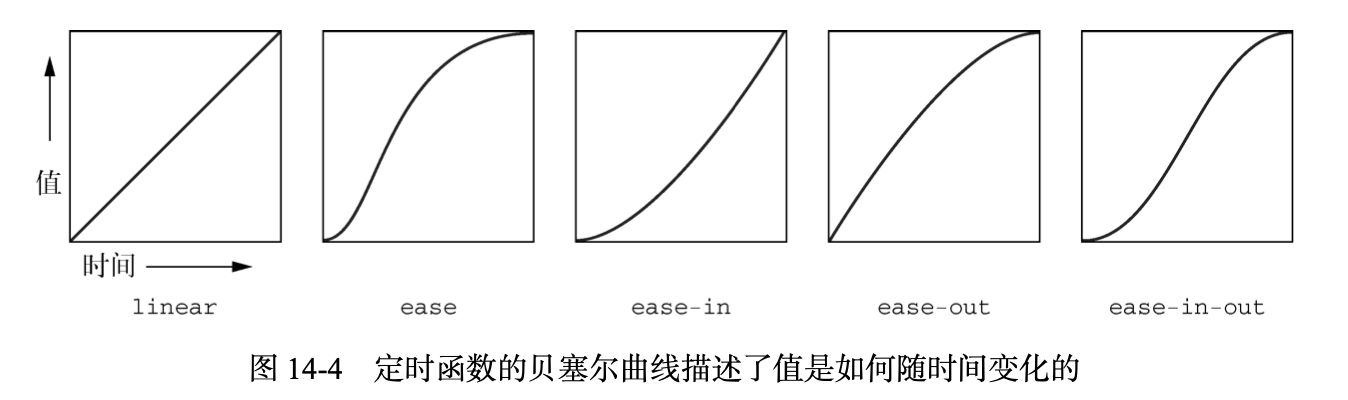 值
时间
linear
ease
ease-in
ease-out
ease-in-out
图 14-4 定时函数的贝塞尔曲线描述了值是如何随时间变化的